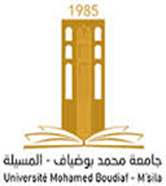 1985
جامعة محمد بوضياف - المسيلة
Université Mohamed Boudiaf - M'sila